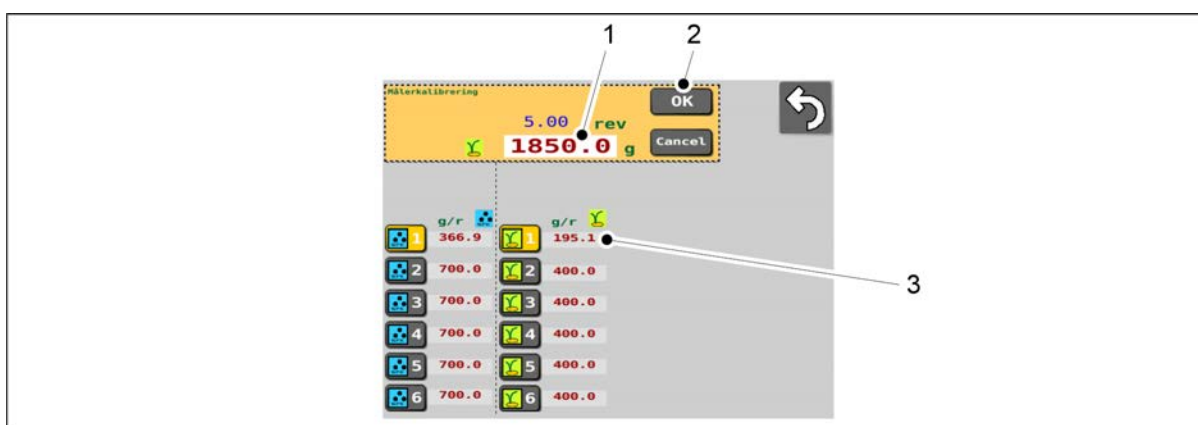 1 2
Målerkalibrering
OK
5.00 rev
1850.0 g Cancel
g/r g/r
1 366.9 1 195.1
3
2 700.0 2 400.0
3 700.0 3 400.0
4 700.0 4 400.0
5 700.0 5 400.0
6 700.0 6 400.0